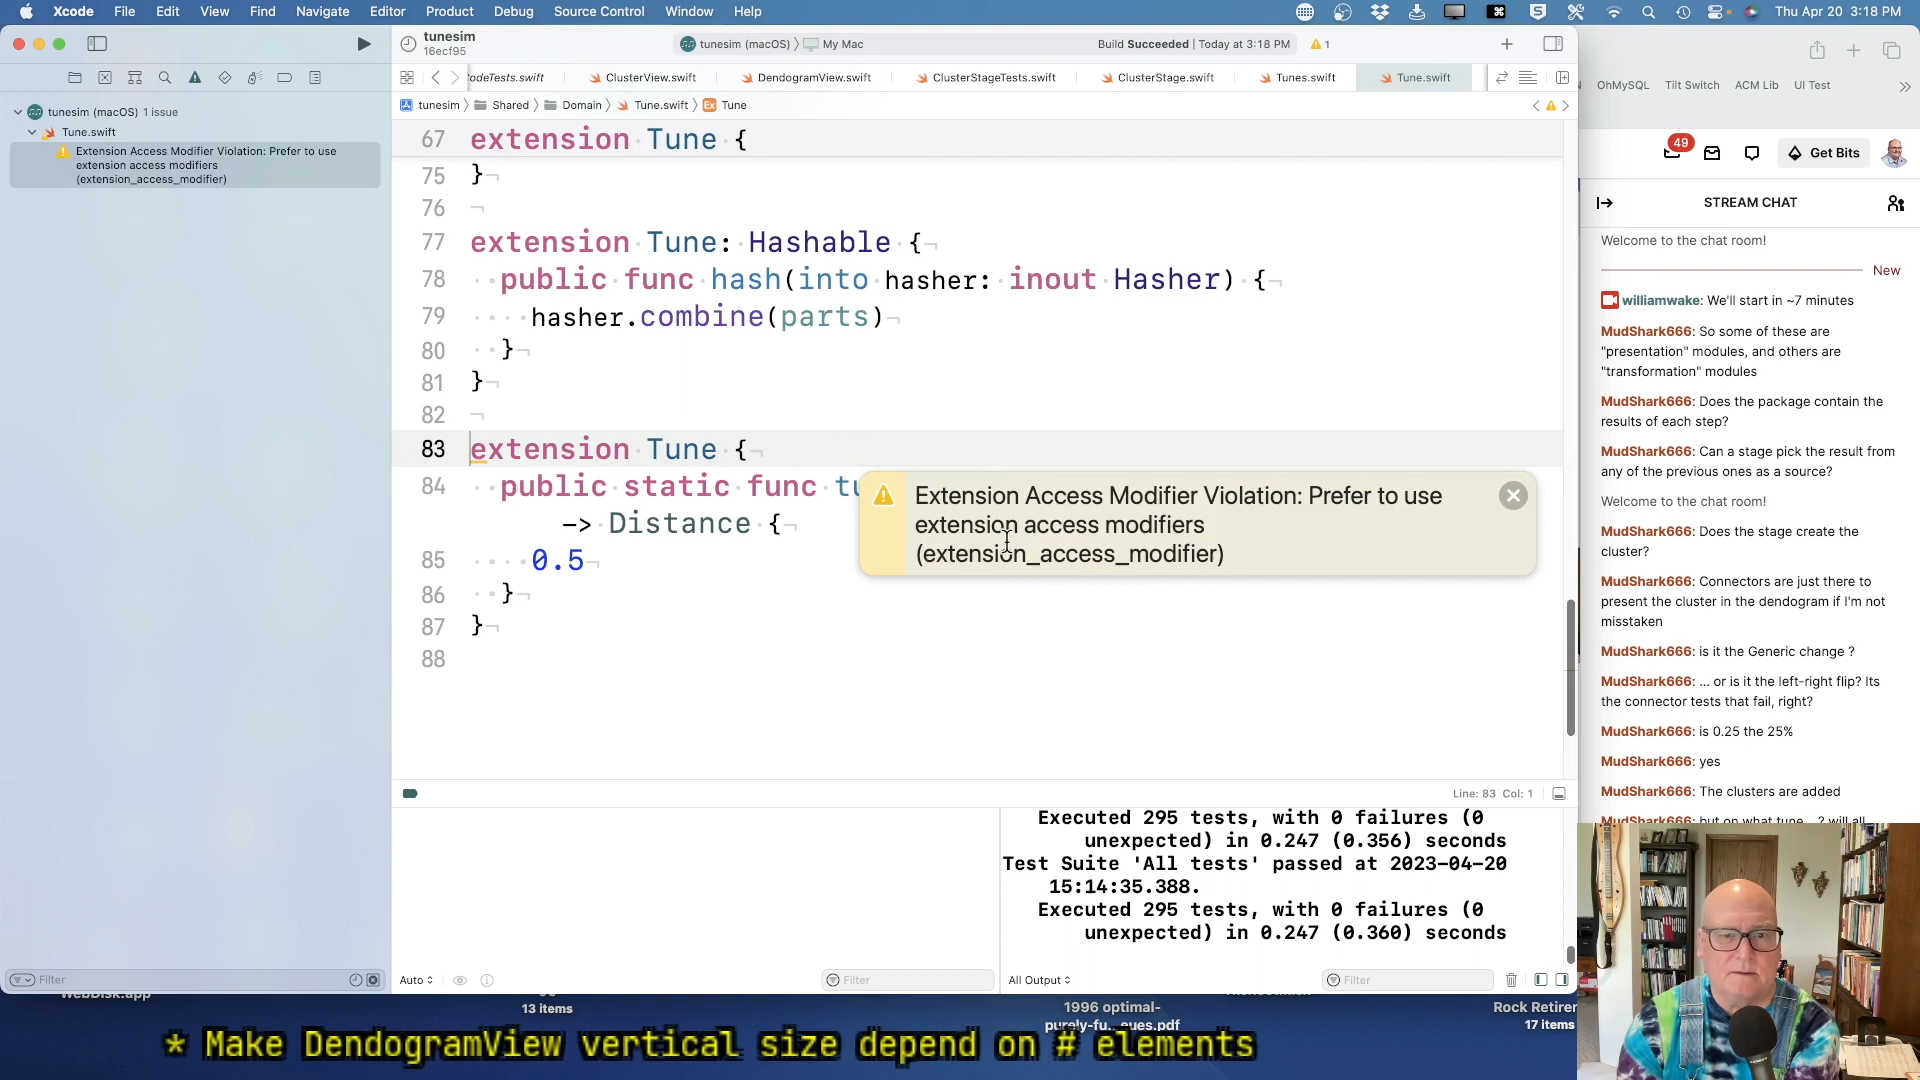 Xcode File Edit View Find Navigate Editor Product Debug Source Control Window Help
Thu Apr 20 3:18 PM
tunesim
16ecf95
tunesim (macOS) My Mac
Build Succeeded | Today at 3:18 PM
1
odeTests.swift ClusterView.swift DendogramView.swift ClusterStageTests.swift ClusterStage.swift Tunes.swift Tune.swift
tunesim Shared Domain Tune.swift Ex Tune
tunesim (macOS) 1 issue
Tune.swift
Extension Access Modifier Violation: Prefer to use
extension access modifiers
(extension_access_modifier)
67 extension Tune {
75 }
76
77 extension Tune: Hashable {
78 public func hash(into hasher: inout Hasher) {
79 hasher.combine(parts)
80 }
81 }
82
83 extension Tune {
84 public static func
-> Distance {
85 0.5
86 }
87 }
88
Extension Access Modifier Violation: Prefer to use
extension access modifiers
(extension_access_modifier)
Line: 83 Col: 1
Executed 295 tests, with 0 failures (0
unexpected) in 0.247 (0.356) seconds
Test Suite 'All tests' passed at 2023-04-20
15:14:35.388.
Executed 295 tests, with 0 failures (0
unexpected) in 0.247 (0.360) seconds
Filter
Auto
Filter
All Output
Filter
OhMySQL Tilt Switch ACM Lib UI Test
49
Get Bits
STREAM CHAT
Welcome to the chat room!
New
williamwake: We'll start in ~7 minutes
MudShark666: So some of these are
"presentation" modules, and others are
"transformation" modules
MudShark666: Does the package contain the
results of each step?
MudShark666: Can a stage pick the result from
any of the previous ones as a source?
Welcome to the chat room!
MudShark666: Does the stage create the
cluster?
MudShark666: Connectors are just there to
present the cluster in the dendogram if I'm not
misstaken
MudShark666: is it the Generic change ?
MudShark666: ... or is it the left-right flip? Its
the connector tests that fail, right?
MudShark666: is 0.25 the 25%
MudShark666: yes
MudShark666: The clusters are added
MudShark666: but on what tune... ? will all
WebDisk.app
13 items
1996 optimal-
purely-fu...eues.pdf
Rock Retirer
17 items
* Make DendogramView vertical size depend on # elements